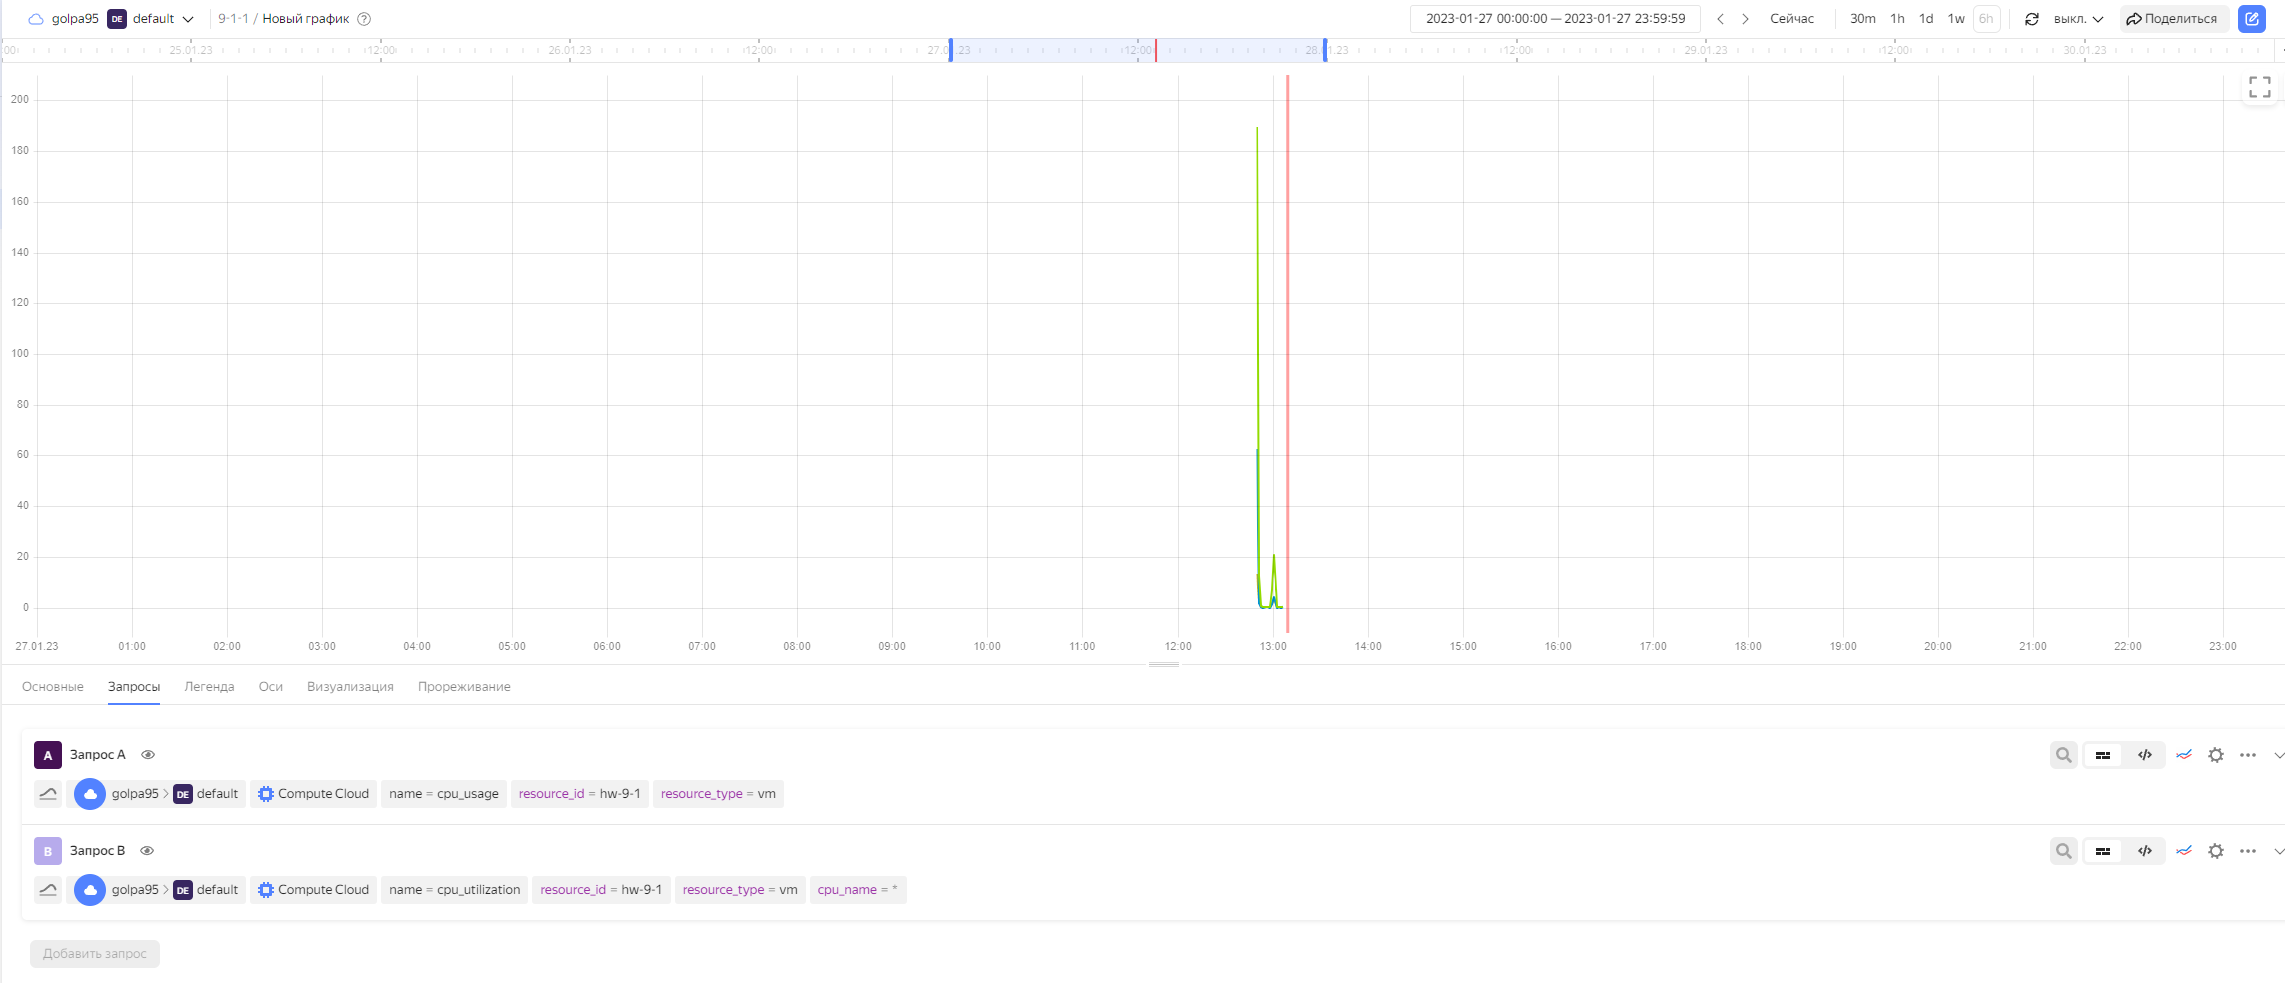 golpa95 DE default 9-1-1 / Новый график ? 2023-01-27 00:00:00 — 2023-01-27 23:59:59 Сейчас 30m 1h 1d 1w 6h выкл. Поделиться
:00 25.01.23 12:00 26.01.23 12:00 27.01.23 12:00 28.01.23 12:00 29.01.23 12:00 30.01.23
200
180
160
140
120
100
80
60
40
20
0
27.01.23 01:00 02:00 03:00 04:00 05:00 06:00 07:00 08:00 09:00 10:00 11:00 12:00 13:00 14:00 15:00 16:00 17:00 18:00 19:00 20:00 21:00 22:00 23:00
Основные Запросы Легенда Оси Визуализация Прореживание
A Запрос A
golpa95 > DE default Compute Cloud name = cpu_usage resource_id = hw-9-1 resource_type = vm
B Запрос B
golpa95 > DE default Compute Cloud name = cpu_utilization resource_id = hw-9-1 resource_type = vm cpu_name = *
Добавить запрос